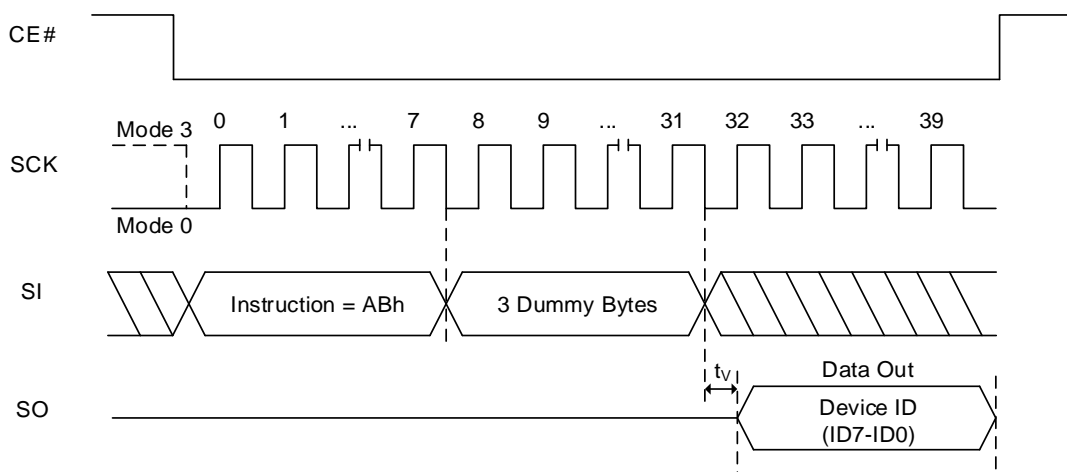 CE#
Mode 3
0 1 ... 7 8 9 ... 31 32 33 ... 39
SCK
Mode 0
SI
Instruction = ABh
3 Dummy Bytes
tV
Data Out
SO
Device ID
(ID7-ID0)